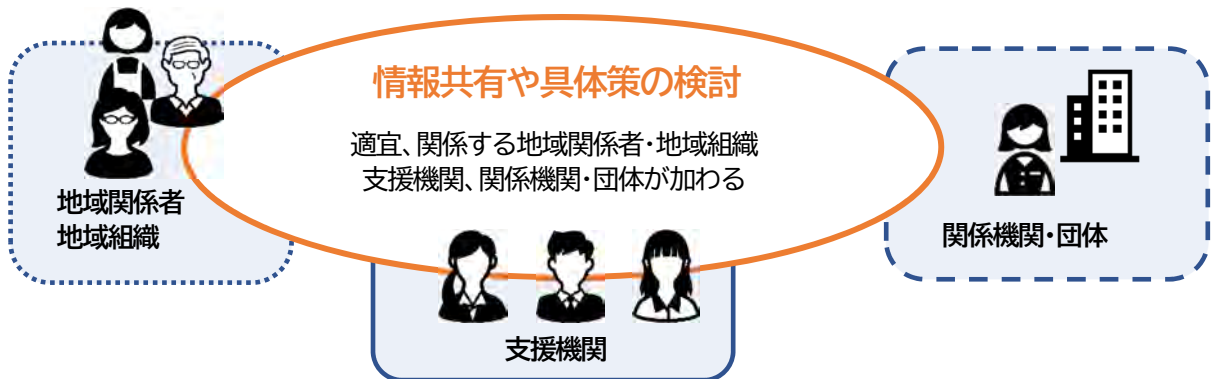 情報共有や具体策の検討
適宜、関係する地域関係者・地域組織
支援機関、関係機関・団体が加わる
地域関係者
地域組織
関係機関・団体
支援機関